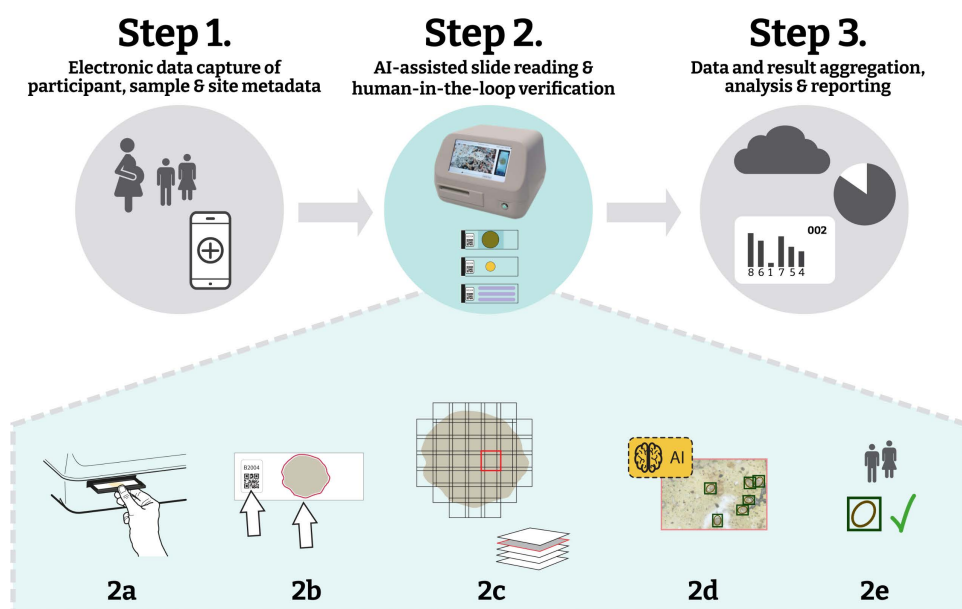 Step 1.
Electronic data capture of
participant, sample & site metadata
Step 2.
AI-assisted slide reading &
human-in-the-loop verification
Step 3.
Data and result aggregation,
analysis & reporting
002
8 6 1 7 5 4
B2004
AI
2a
2b
2c
2d
2e